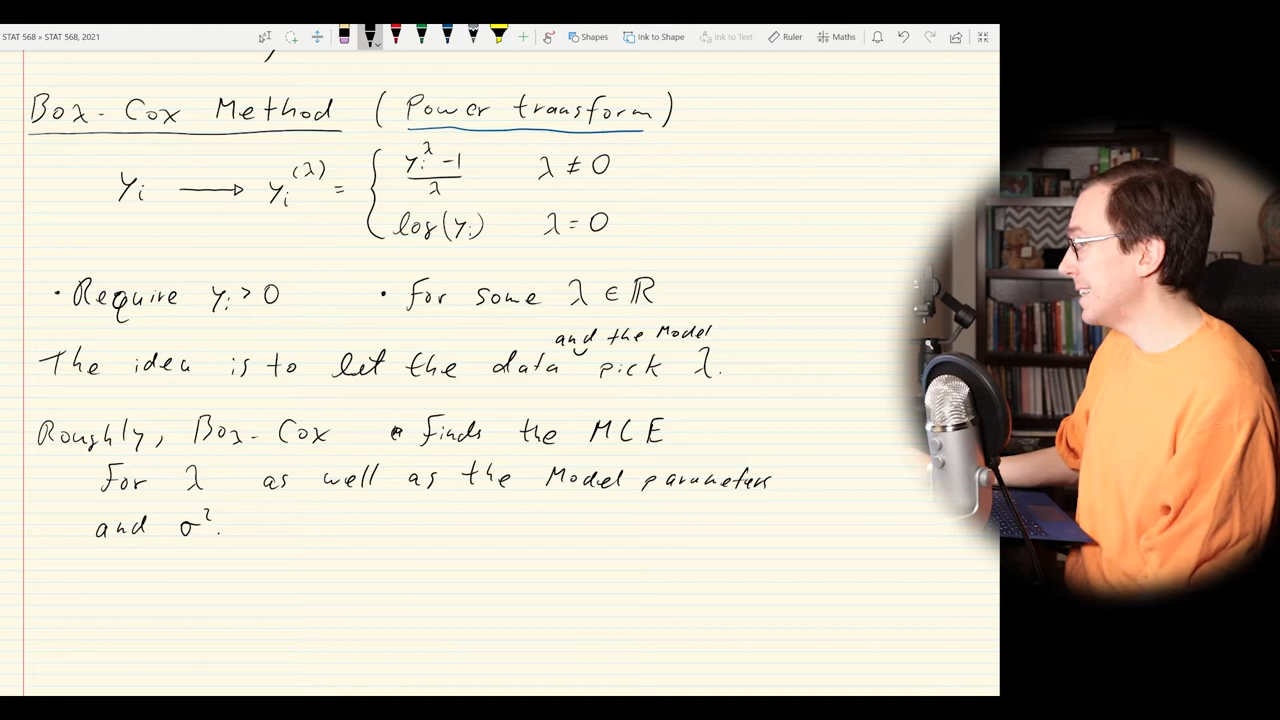 STAT 568 » STAT 568, 2021
Shapes Ink to Shape Ink to Text Ruler Maths
Box-Cox Method (Power transform)
yᵢ → yᵢ^(λ) = { (yᵢ^λ - 1)/λ λ ≠ 0
log(yᵢ) λ = 0
• Require yᵢ > 0 • For some λ ∈ ℝ
and the Model
The idea is to let the data pick λ.
Roughly, Box-Cox • Finds the MLE
For λ as well as the Model parameters
and σ².